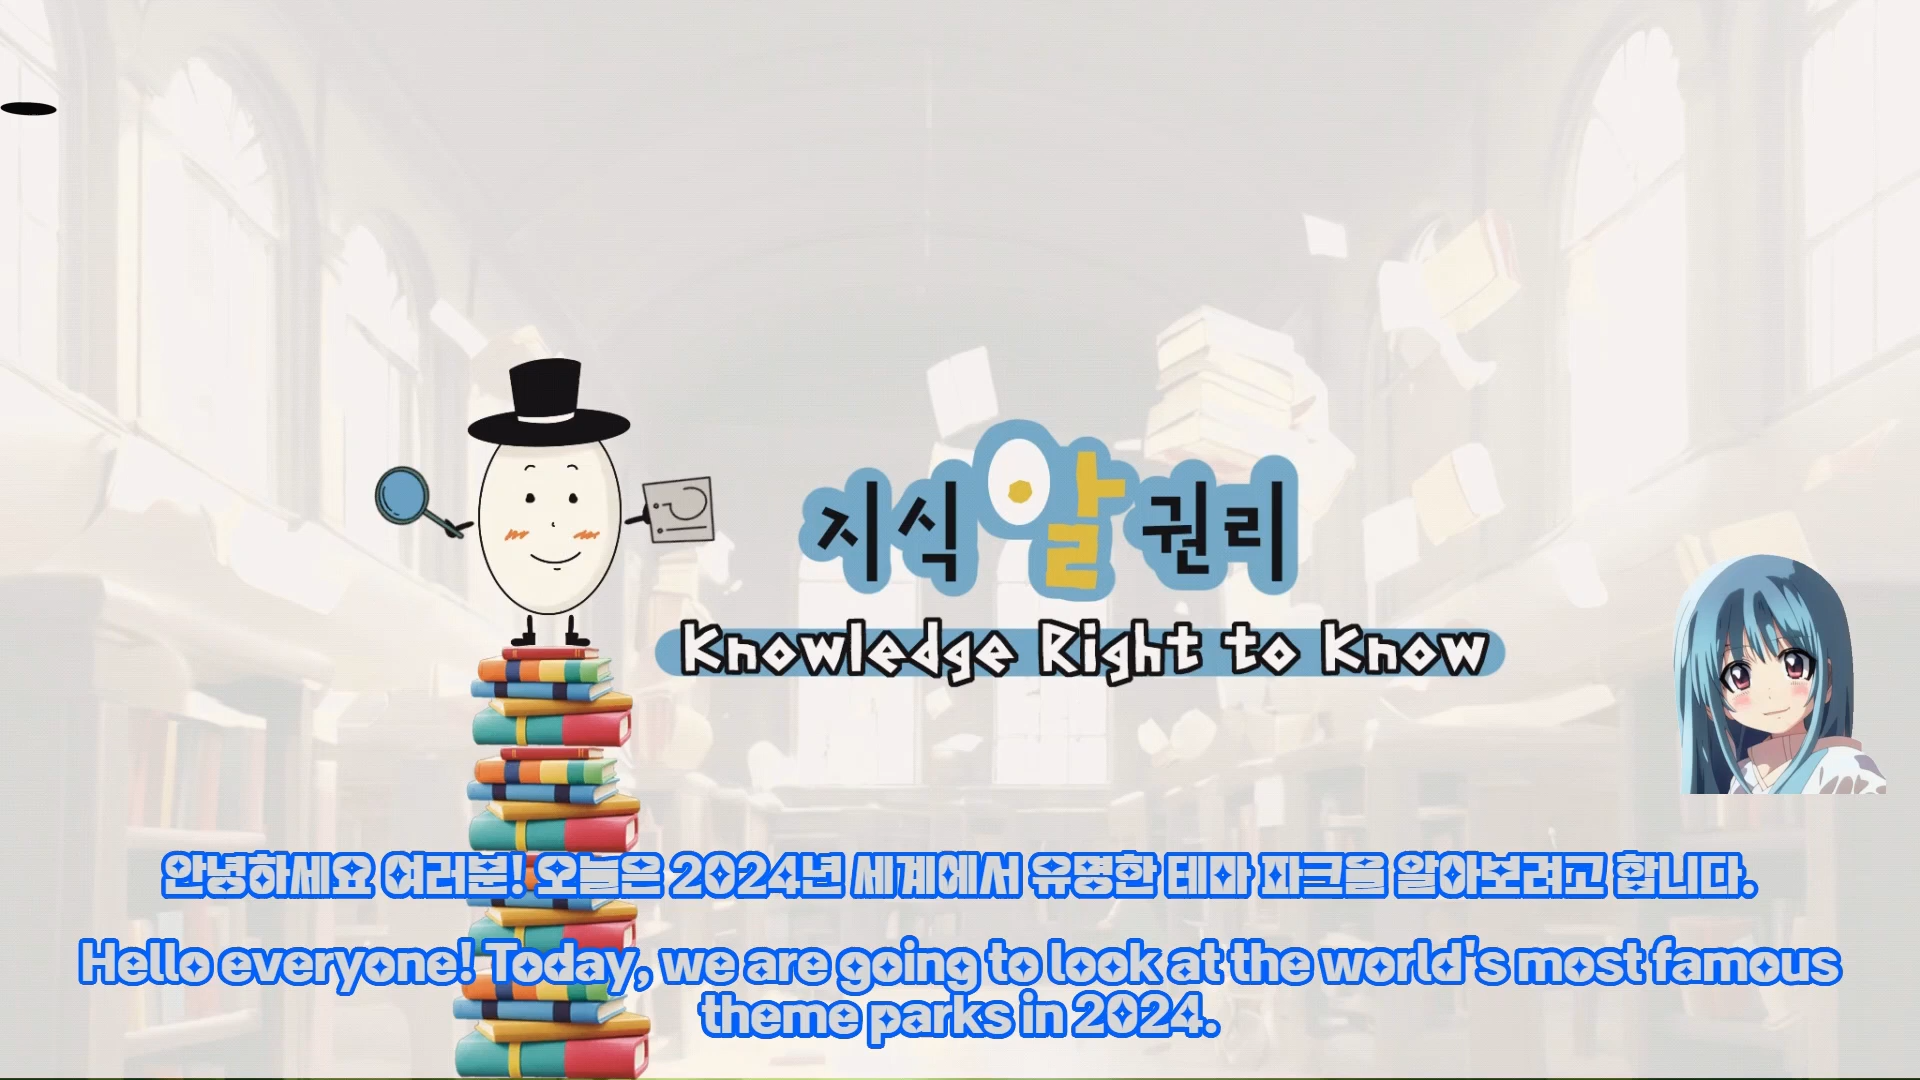 지식알권리
Knowledge Right to Know
안녕하세요 여러분! 오늘은 2024년 세계에서 유명한 테마 파크을 알아보려고 합니다.
Hello everyone! Today, we are going to look at the world's most famous
theme parks in 2024.